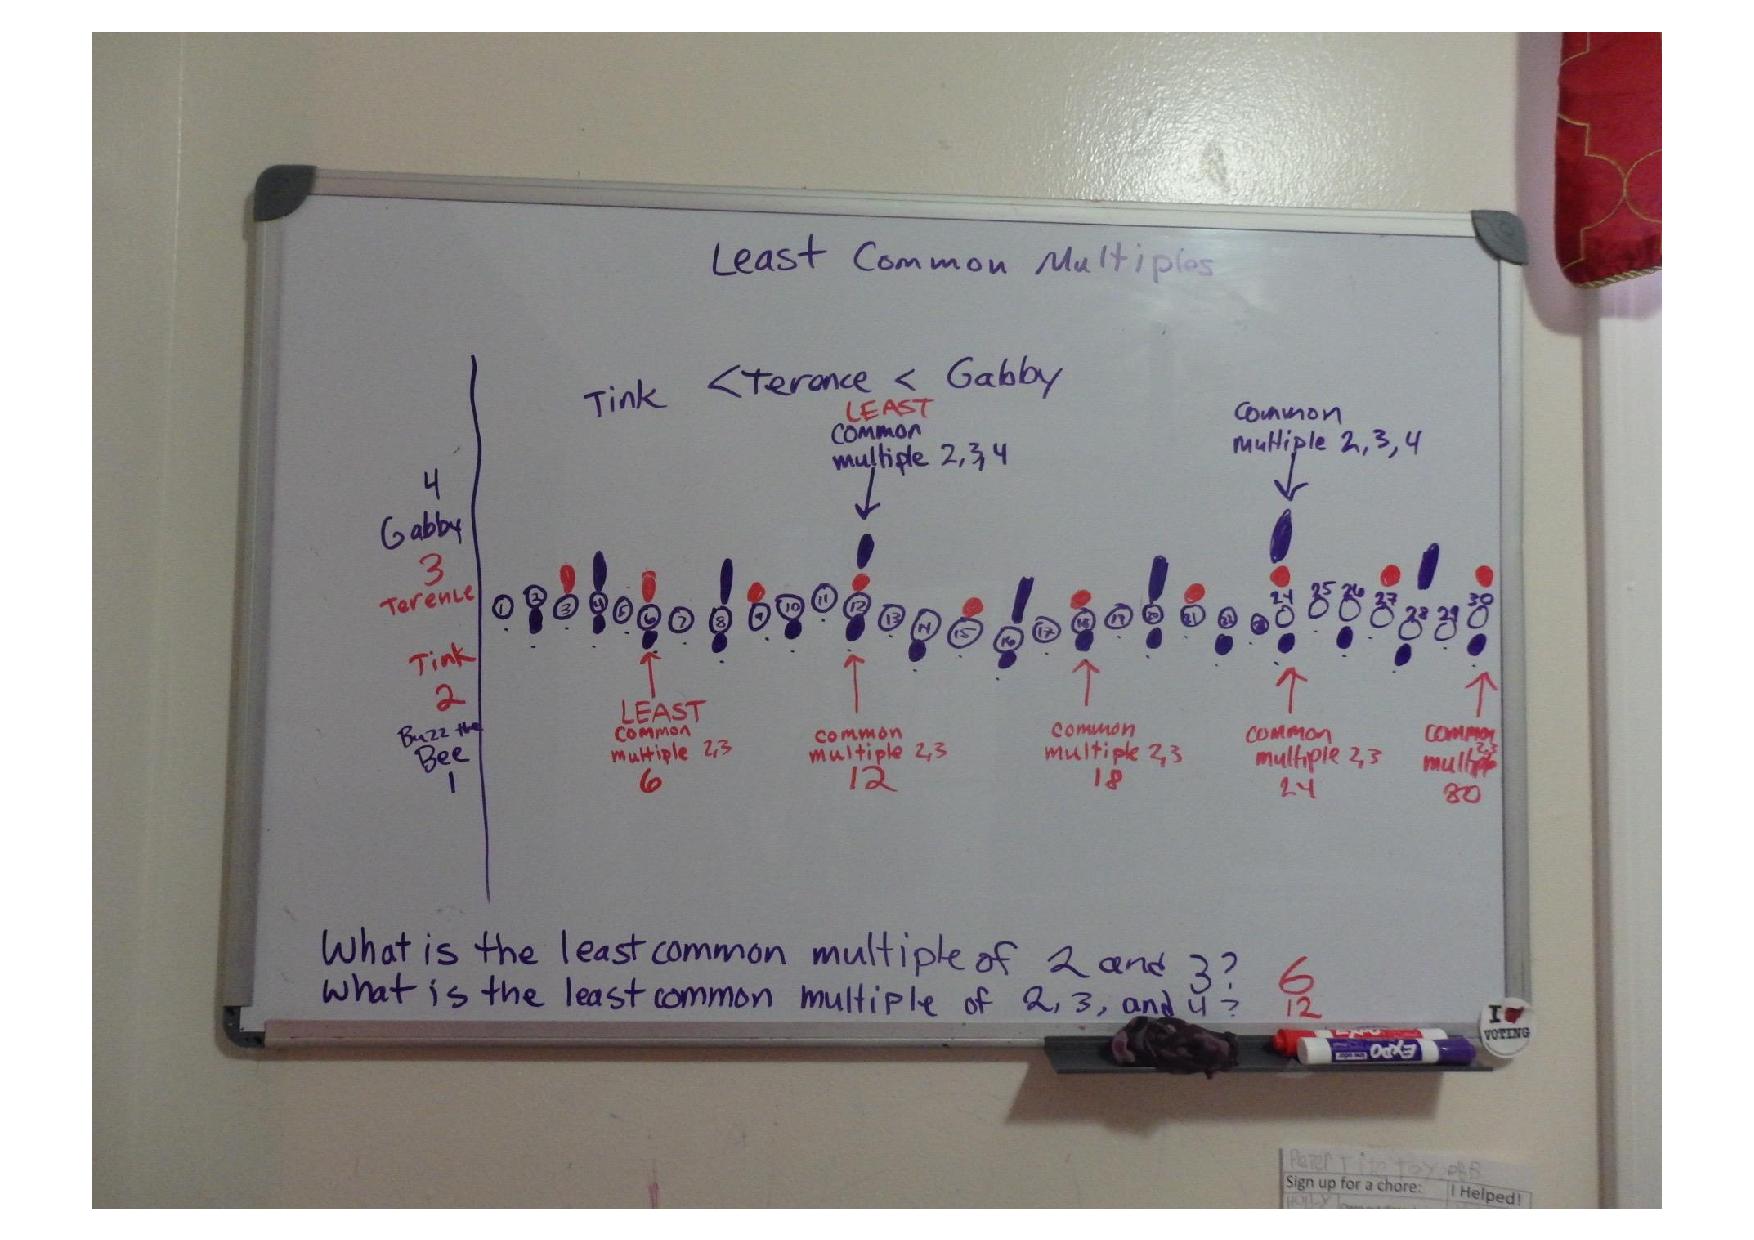 Least Common Multiples
Tink < Terence < Gabby
LEAST
common
multiple 2,3,4
common
multiple 2,3,4
4
Gabby
3
Terence
Tink
2
Buzz the
Bee
1
1 2 3 4 5 6 7 8 9 10 11 12 13 14 15 16 17 18 19 20 21 22 23 24 25 26 27 28 29 30
LEAST
common
multiple 2,3
6
common
multiple 2,3
12
common
multiple 2,3
18
common
multiple 2,3
24
common
multiple 2,3
30
What is the least common multiple of 2 and 3? 6
What is the least common multiple of 2, 3, and 4? 12
I
VOTING
EXPO
EXPO
Sign up for a chore: I Helped!